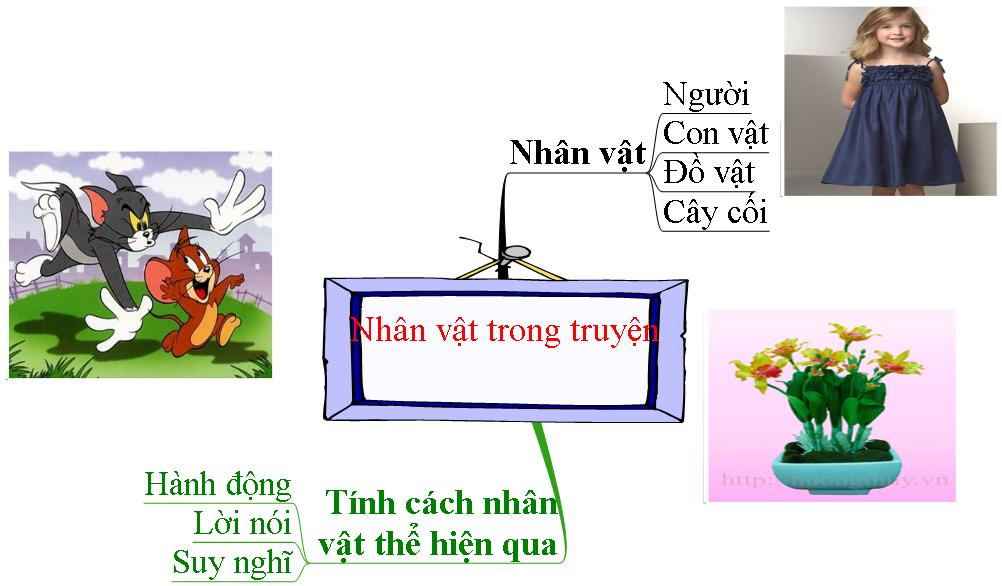 Nhân vật
Người
Con vật
Đồ vật
Cây cối
Nhân vật trong truyện
Tính cách nhân
vật thể hiện qua
Hành động
Lời nói
Suy nghĩ